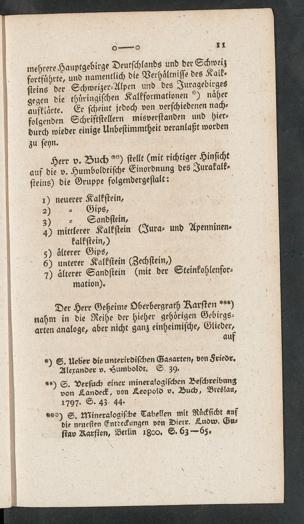 o—o 11
mehrere Hauptgebirge Deutschlands und der Schweiz
fortführte, und namentlich die Verhältnisse des Kalk-
steins der Schweizer-Alpen und des Juragebirges
gegen die thüringischen Kalkformationen *) näher
aufklärte. Es scheint jedoch von verschiedenen nach-
folgenden Schriftstellern misverstanden und hier-
durch wieder einige Unbestimmtheit veranlaßt worden
zu seyn.
Herr v. Buch **) stellt (mit richtiger Hinsicht
auf die v. Humboldtische Einordnung des Jurakalk-
steins) die Gruppe folgendergestalt:
1) neuerer Kalkstein,
2) „ Gips,
3) „ Sandstein,
4) mittlerer Kalkstein (Jura- und Apenninen-
kalkstein,)
5) älterer Gips,
6) unterer Kalkstein (Zechstein,)
7) älterer Sandstein (mit der Steinkohlenfor-
mation).
Der Herr Geheime Oberbergrath Karsten ***)
nahm in die Reihe der hieher gehörigen Gebirgs-
arten analoge, aber nicht ganz einheimische, Glieder,
auf
*) S. Ueber die unterirdischen Gasarten, von Friedr.
Alexander v. Humboldt. S. 39.
**) S. Versuch einer mineralogischen Beschreibung
von Landeck, von Leopold v. Buch, Breslau,
1797. S. 43. 44.
***) S. Mineralogische Tabellen mit Rücksicht auf
die neuesten Entdeckungen von Dietr. Ludw. Gu-
stav Karsten, Berlin 1800. S. 63—65.